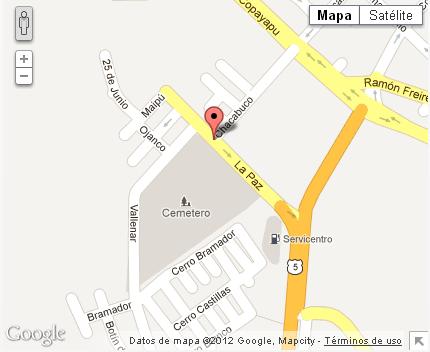 Copayapu
Mapa
Satélite
25 de Junio
Maipú
Ojanco
Chacabuco
Ramón Freire
La Paz
Vallenar
Cemetero
Servicentro
5
Cerro Bramador
Bramador
Cerro Castillas
Google
Datos de mapa ©2012 Google, Mapcity - Términos de uso